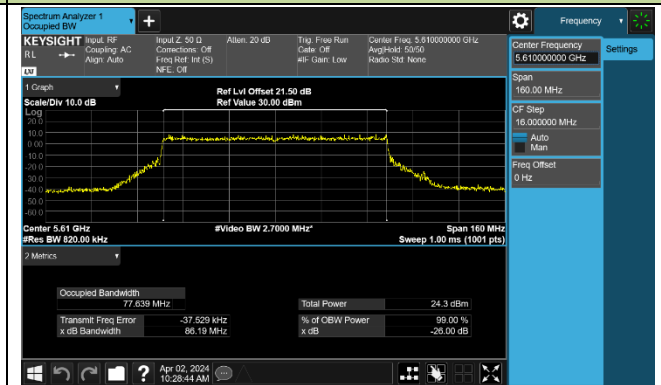 Spectrum Analyzer 1
Occupied BW
Frequency
KEYSIGHT
RL
LXI
Input: RF
Coupling: AC
Align: Auto
Input Z: 50 Ω
Corrections: Off
Freq Ref: Int (S)
NFE: Off
Atten: 20 dB
Trig: Free Run
Gate: Off
#IF Gain: Low
Center Freq: 5.610000000 GHz
Avg|Hold: 50/50
Radio Std: None
Center Frequency
5.610000000 GHz
Settings
Span
160.00 MHz
CF Step
16.000000 MHz
Auto
Man
Freq Offset
0 Hz
1 Graph
Scale/Div 10.0 dB
Ref Lvl Offset 21.50 dB
Ref Value 30.00 dBm
Log
20.0
10.0
0.00
-10.0
-20.0
-30.0
-40.0
-50.0
-60.0
Center 5.61 GHz
#Video BW 2.7000 MHz*
Span 160 MHz
#Res BW 820.00 kHz
Sweep 1.00 ms (1001 pts)
2 Metrics
Occupied Bandwidth
77.639 MHz
Total Power 24.3 dBm
Transmit Freq Error -37.529 kHz
% of OBW Power 99.00 %
x dB Bandwidth 86.19 MHz
x dB -26.00 dB
Apr 02, 2024
10:28:44 AM